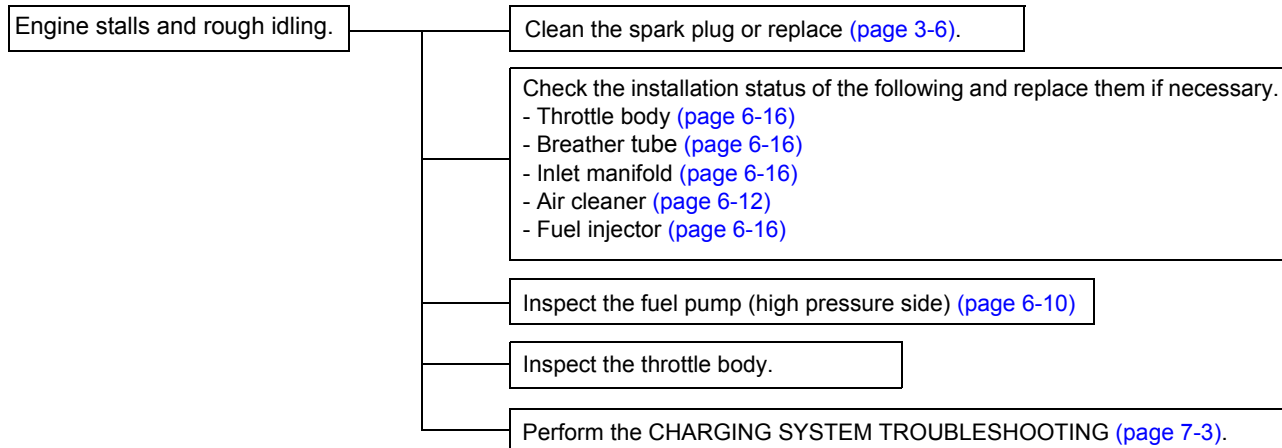 Engine stalls and rough idling.
Clean the spark plug or replace (page 3-6).
Check the installation status of the following and replace them if necessary.
- Throttle body (page 6-16)
- Breather tube (page 6-16)
- Inlet manifold (page 6-16)
- Air cleaner (page 6-12)
- Fuel injector (page 6-16)
Inspect the fuel pump (high pressure side) (page 6-10)
Inspect the throttle body.
Perform the CHARGING SYSTEM TROUBLESHOOTING (page 7-3).